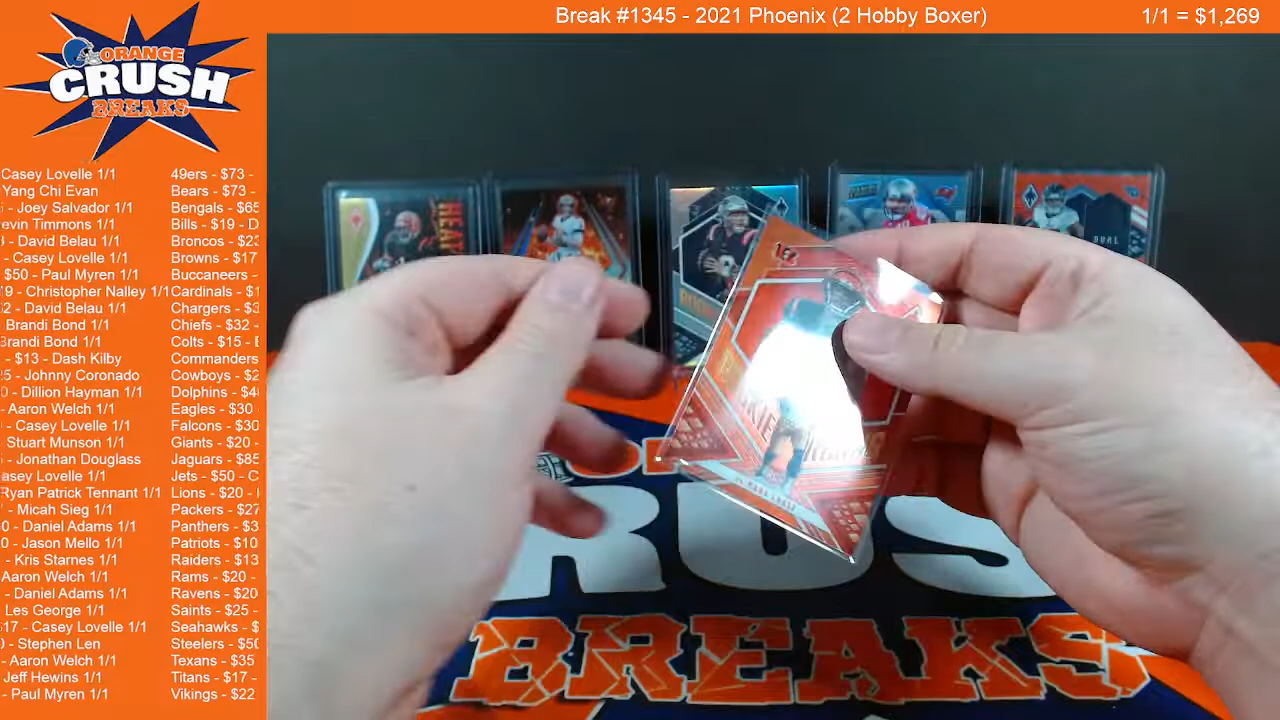 Break #1345 - 2021 Phoenix (2 Hobby Boxer)
1/1 = $1,269
ORANGE
CRUSH
BREAKS
Casey Lovelle 1/1
Yang Chi Evan
- Joey Salvador 1/1
evin Timmons 1/1
- David Belau 1/1
- Casey Lovelle 1/1
$50 - Paul Myren 1/1
9 - Christopher Nalley 1/1
2 - David Belau 1/1
Brandi Bond 1/1
Brandi Bond 1/1
- $13 - Dash Kilby
5 - Johnny Coronado
0 - Dillion Hayman 1/1
- Aaron Welch 1/1
- Casey Lovelle 1/1
Stuart Munson 1/1
- Jonathan Douglass
asey Lovelle 1/1
Ryan Patrick Tennant 1/1
- Micah Sieg 1/1
0 - Daniel Adams 1/1
0 - Jason Mello 1/1
- Kris Starnes 1/1
Aaron Welch 1/1
- Daniel Adams 1/1
Les George 1/1
$17 - Casey Lovelle 1/1
- Stephen Len
- Aaron Welch 1/1
Jeff Hewins 1/1
- Paul Myren 1/1
49ers - $73 -
Bears - $73 -
Bengals - $65
Bills - $19 - D
Broncos - $23
Browns - $17
Buccaneers -
Cardinals - $1
Chargers - $3
Chiefs - $32 -
Colts - $15 - E
Commanders
Cowboys - $2
Dolphins - $4
Eagles - $30
Falcons - $30
Giants - $20 -
Jaguars - $85
Jets - $50 - C
Lions - $20 -
Packers - $27
Panthers - $3
Patriots - $10
Raiders - $13
Rams - $20 -
Ravens - $20
Saints - $25 -
Seahawks - $
Steelers - $50
Texans - $35
Titans - $17 -
Vikings - $22
HEA
DUAL
RUS
BREAKS